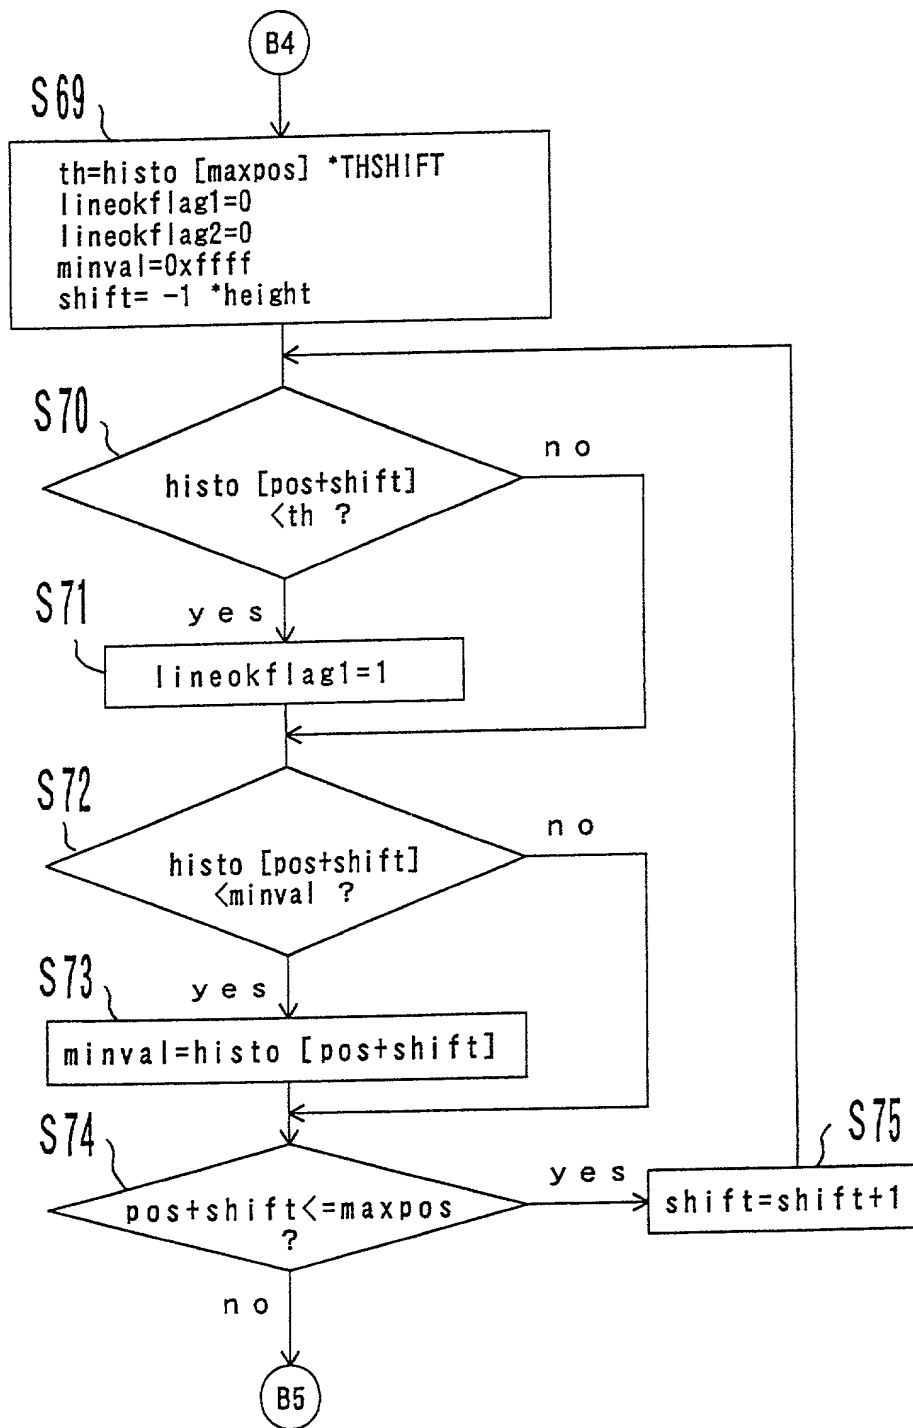 B4
S69
th=histo [maxpos] *THSHIFT
lineokflag1=0
lineokflag2=0
minval=0xffff
shift= -1 *height
S70
no
histo [pos+shift]
<th ?
yes
S71
lineokflag1=1
S72
no
histo [pos+shift]
<minval ?
yes
S73
minval=histo [pos+shift]
S74
S75
yes
pos+shift<=maxpos
?
shift=shift+1
no
B5